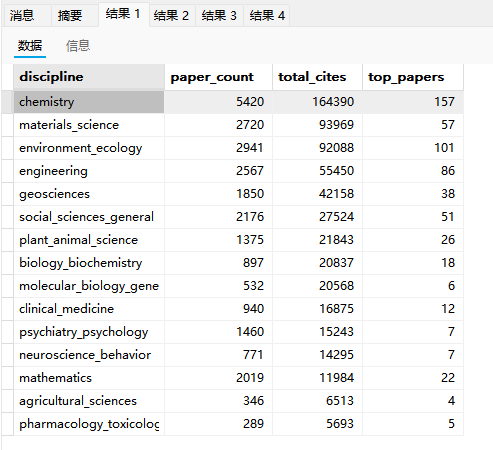 消息 摘要 结果 1 结果 2 结果 3 结果 4
数据 信息
discipline paper_count total_cites top_papers
chemistry 5420 164390 157
materials_science 2720 93969 57
environment_ecology 2941 92088 101
engineering 2567 55450 86
geosciences 1850 42158 38
social_sciences_general 2176 27524 51
plant_animal_science 1375 21843 26
biology_biochemistry 897 20837 18
molecular_biology_gene 532 20568 6
clinical_medicine 940 16875 12
psychiatry_psychology 1460 15243 7
neuroscience_behavior 771 14295 7
mathematics 2019 11984 22
agricultural_sciences 346 6513 4
pharmacology_toxicolog 289 5693 5